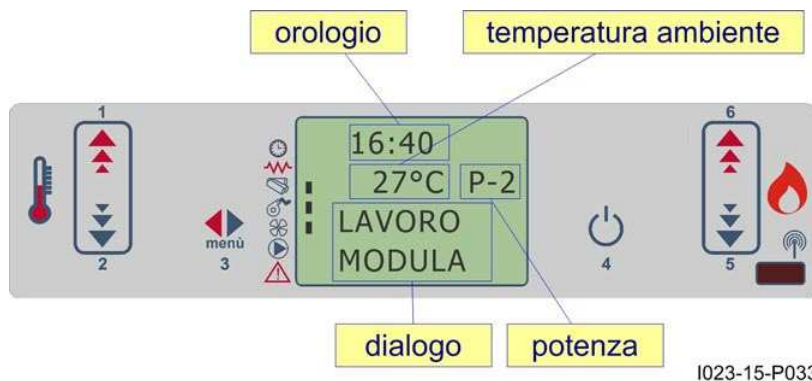 orologio
temperatura ambiente
1
6
16:40
27°C P-2
LAVORO
MODULA
menù
2
3
4
5
dialogo
potenza
I023-15-P033